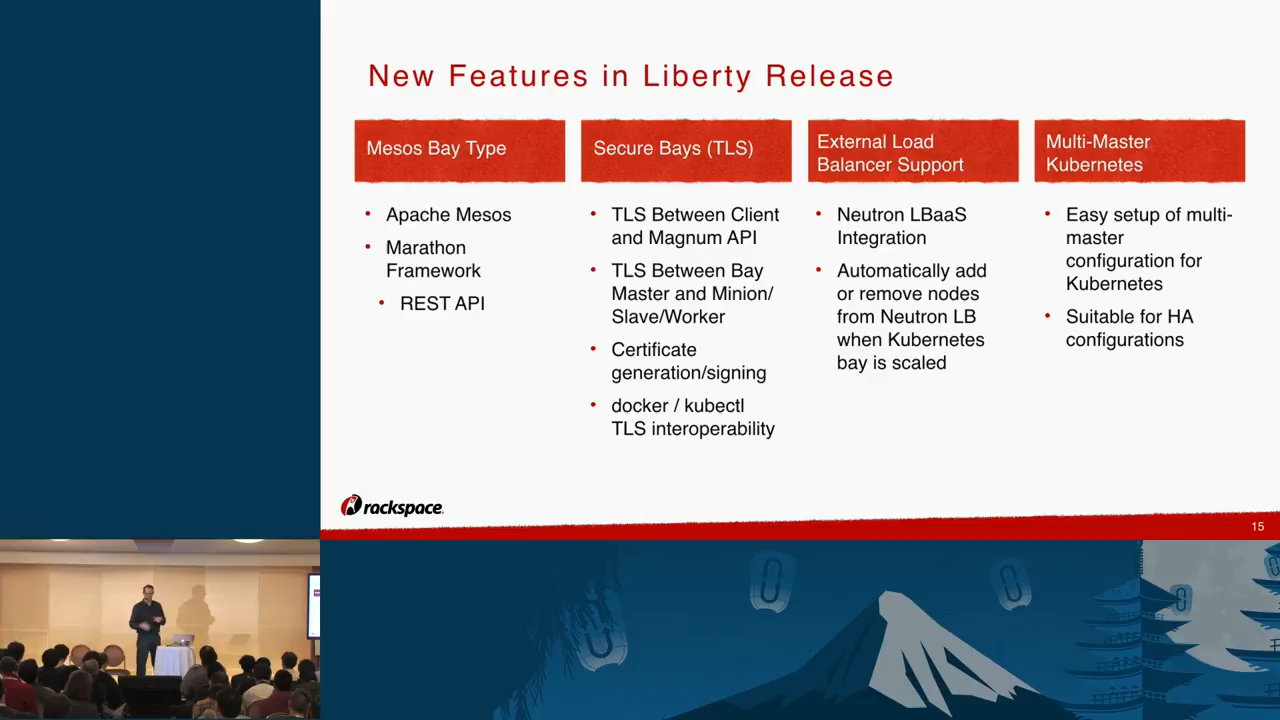 New Features in Liberty Release
Mesos Bay Type
• Apache Mesos
• Marathon
Framework
• REST API
Secure Bays (TLS)
• TLS Between Client
and Magnum API
• TLS Between Bay
Master and Minion/
Slave/Worker
• Certificate
generation/signing
• docker / kubectl
TLS interoperability
External Load
Balancer Support
• Neutron LBaaS
Integration
• Automatically add
or remove nodes
from Neutron LB
when Kubernetes
bay is scaled
Multi-Master
Kubernetes
• Easy setup of multi-
master
configuration for
Kubernetes
• Suitable for HA
configurations
rackspace
15